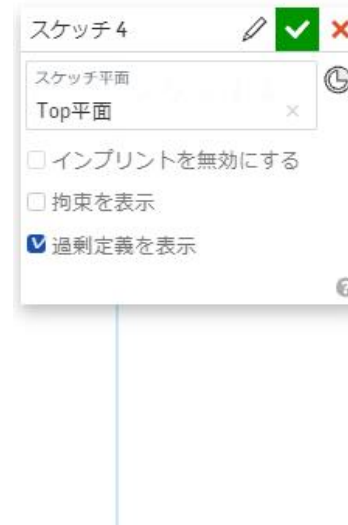 スケッチ 4
スケッチ平面
Top平面
インプリントを無効にする
拘束を表示
過剰定義を表示